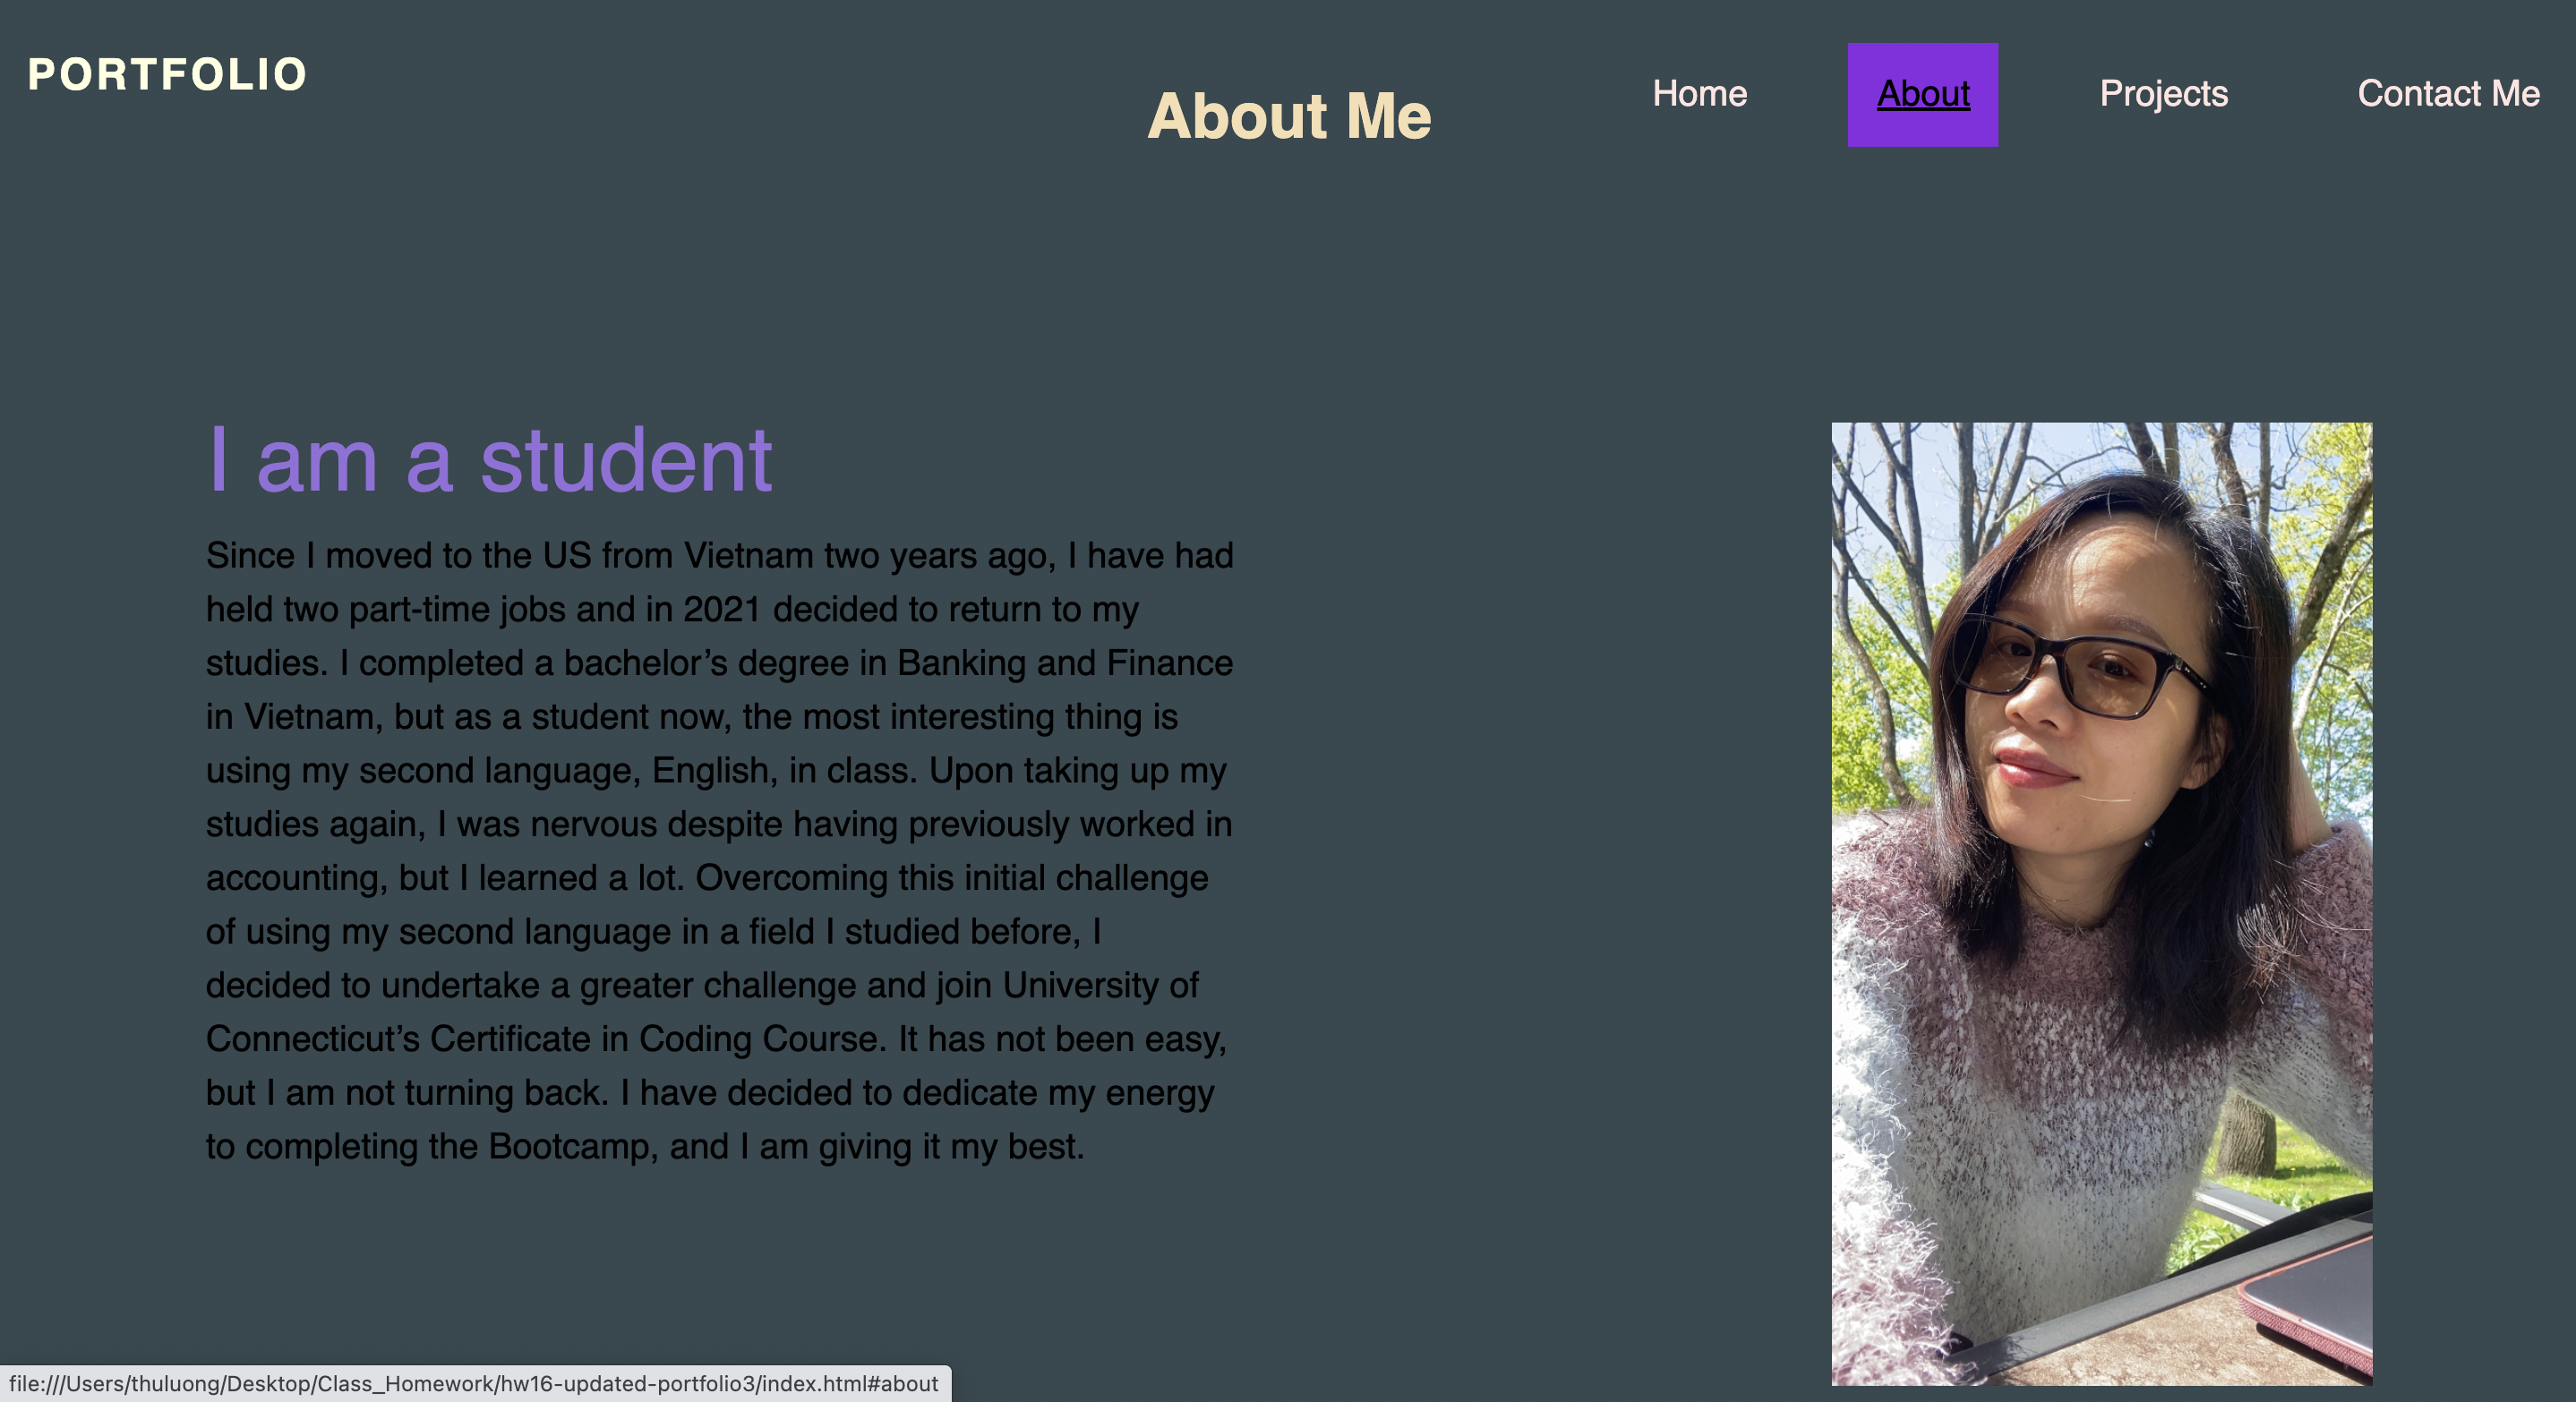 PORTFOLIO
About Me
Home
About
Projects
Contact Me
I am a student
Since I moved to the US from Vietnam two years ago, I have had
held two part-time jobs and in 2021 decided to return to my
studies. I completed a bachelor’s degree in Banking and Finance
in Vietnam, but as a student now, the most interesting thing is
using my second language, English, in class. Upon taking up my
studies again, I was nervous despite having previously worked in
accounting, but I learned a lot. Overcoming this initial challenge
of using my second language in a field I studied before, I
decided to undertake a greater challenge and join University of
Connecticut’s Certificate in Coding Course. It has not been easy,
but I am not turning back. I have decided to dedicate my energy
to completing the Bootcamp, and I am giving it my best.
file:///Users/thuluong/Desktop/Class_Homework/hw16-updated-portfolio3/index.html#about